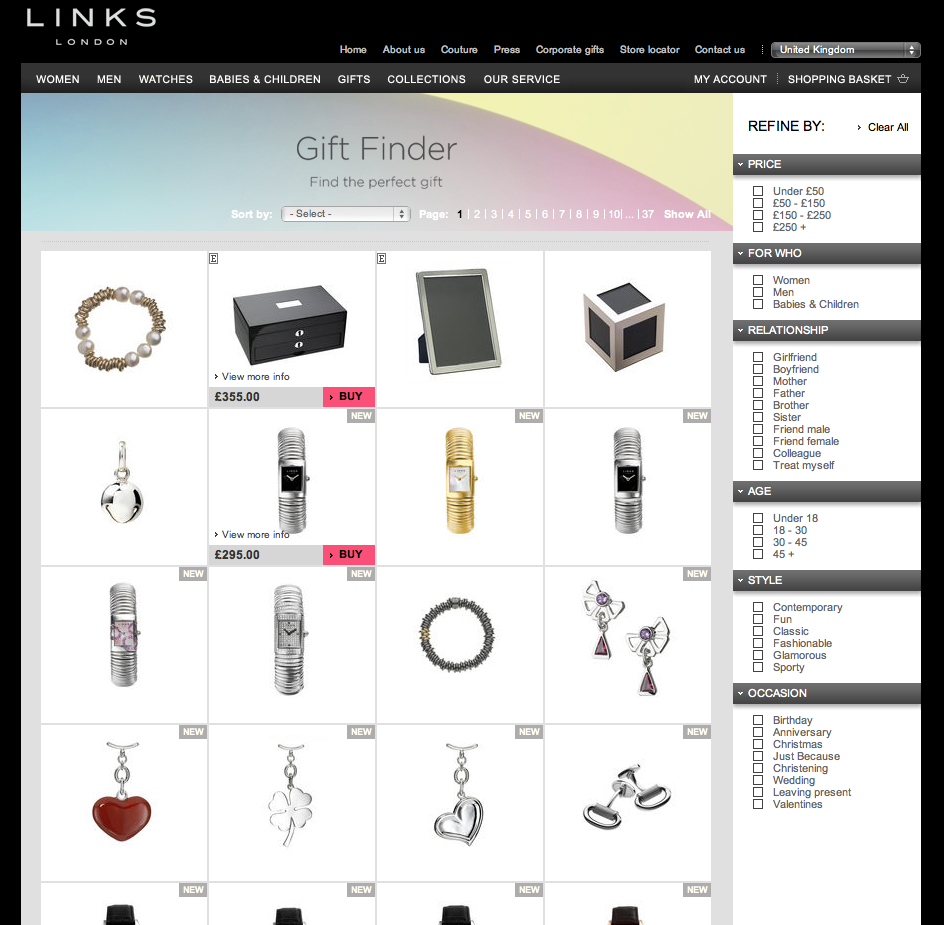 LINKS
LONDON
Home About us Couture Press Corporate gifts Store locator Contact us United Kingdom
WOMEN MEN WATCHES BABIES & CHILDREN GIFTS COLLECTIONS OUR SERVICE MY ACCOUNT SHOPPING BASKET
Gift Finder
Find the perfect gift
Sort by: - Select - Page: 1 | 2 | 3 | 4 | 5 | 6 | 7 | 8 | 9 | 10 | ... | 37 Show All
E E
View more info
£355.00 BUY
NEW NEW NEW
LINKS
View more info
£295.00 BUY
NEW NEW NEW
NEW NEW NEW NEW
NEW NEW NEW NEW
REFINE BY: Clear All
PRICE
Under £50
£50 - £150
£150 - £250
£250 +
FOR WHO
Women
Men
Babies & Children
RELATIONSHIP
Girlfriend
Boyfriend
Mother
Father
Brother
Sister
Friend male
Friend female
Colleague
Treat myself
AGE
Under 18
18 - 30
30 - 45
45 +
STYLE
Contemporary
Fun
Classic
Fashionable
Glamorous
Sporty
OCCASION
Birthday
Anniversary
Christmas
Just Because
Christening
Wedding
Leaving present
Valentines